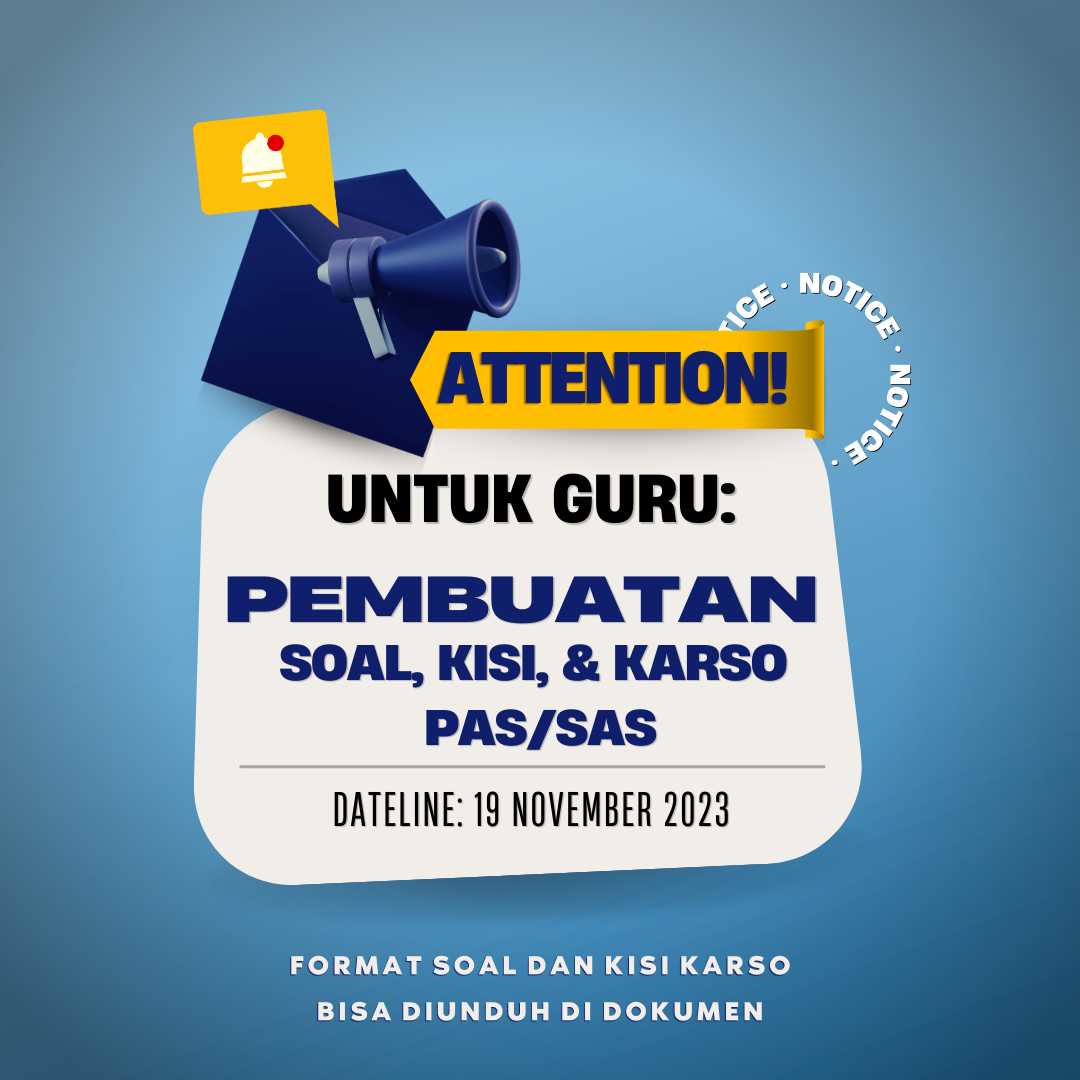 ATTENTION!
NOTICE · NOTICE · NOTICE ·
UNTUK GURU:
PEMBUATAN
SOAL, KISI, & KARSO
PAS/SAS
DATELINE: 19 NOVEMBER 2023
FORMAT SOAL DAN KISI KARSO
BISA DIUNDUH DI DOKUMEN